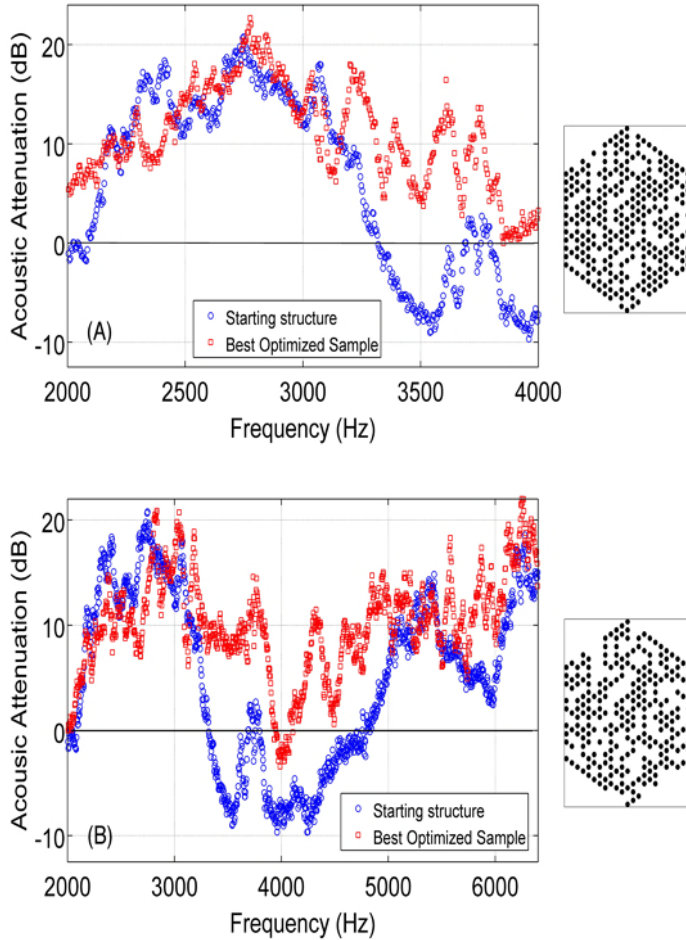 Acoustic Attenuation (dB)
20
10
0
-10
(A)
Starting structure
Best Optimized Sample
2000 2500 3000 3500 4000
Frequency (Hz)
Acousic Attenuation (dB)
20
10
0
-10
(B)
Starting structure
Best Optimized Sample
2000 3000 4000 5000 6000
Frequency (Hz)